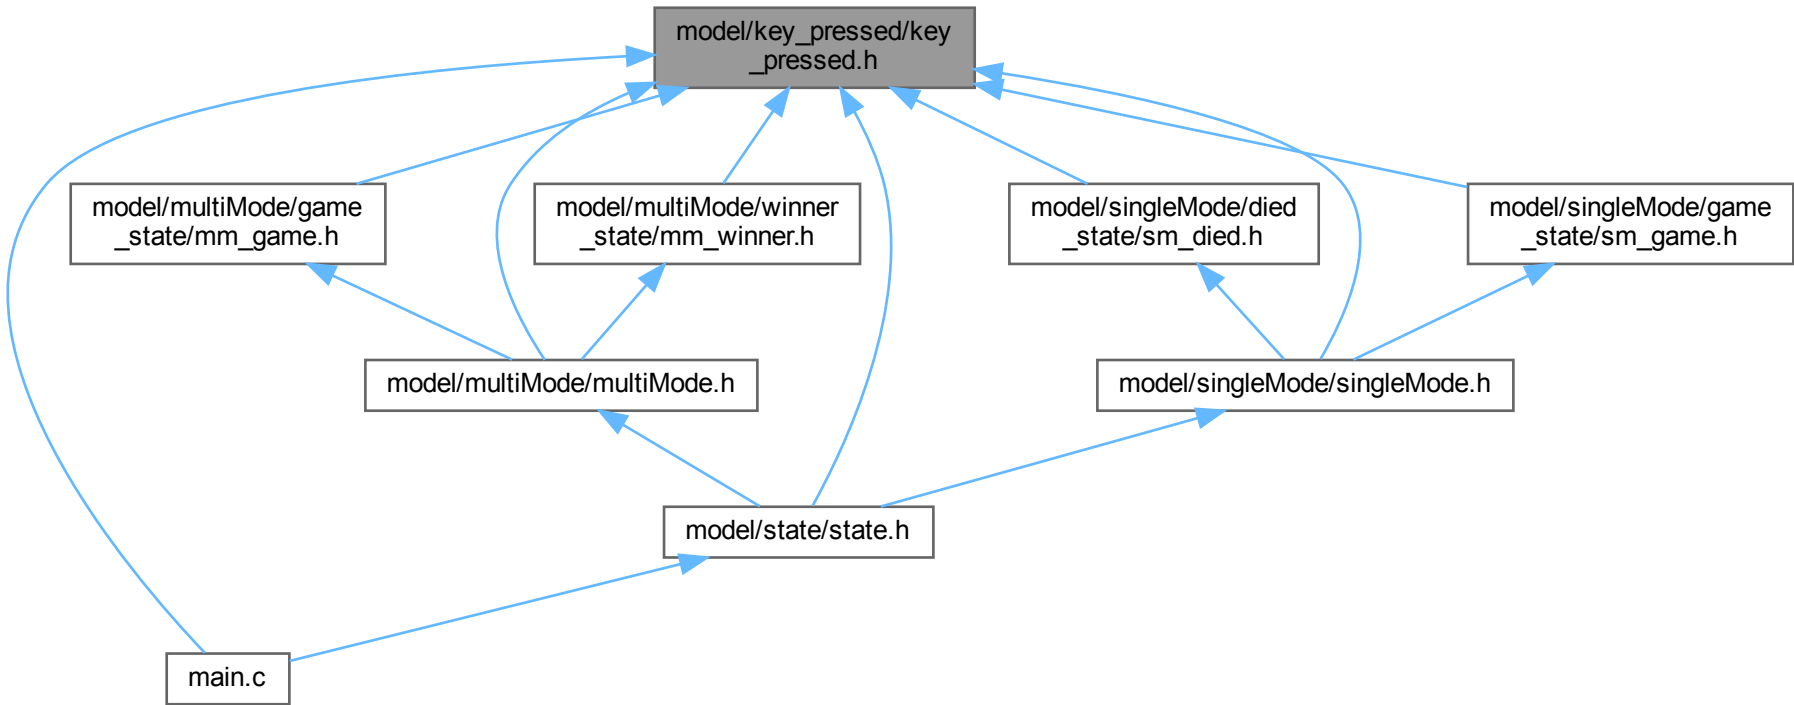 model/key_pressed/key
_pressed.h
model/multiMode/game
_state/mm_game.h
model/multiMode/winner
_state/mm_winner.h
model/singleMode/died
_state/sm_died.h
model/singleMode/game
_state/sm_game.h
model/multiMode/multiMode.h
model/singleMode/singleMode.h
model/state/state.h
main.c